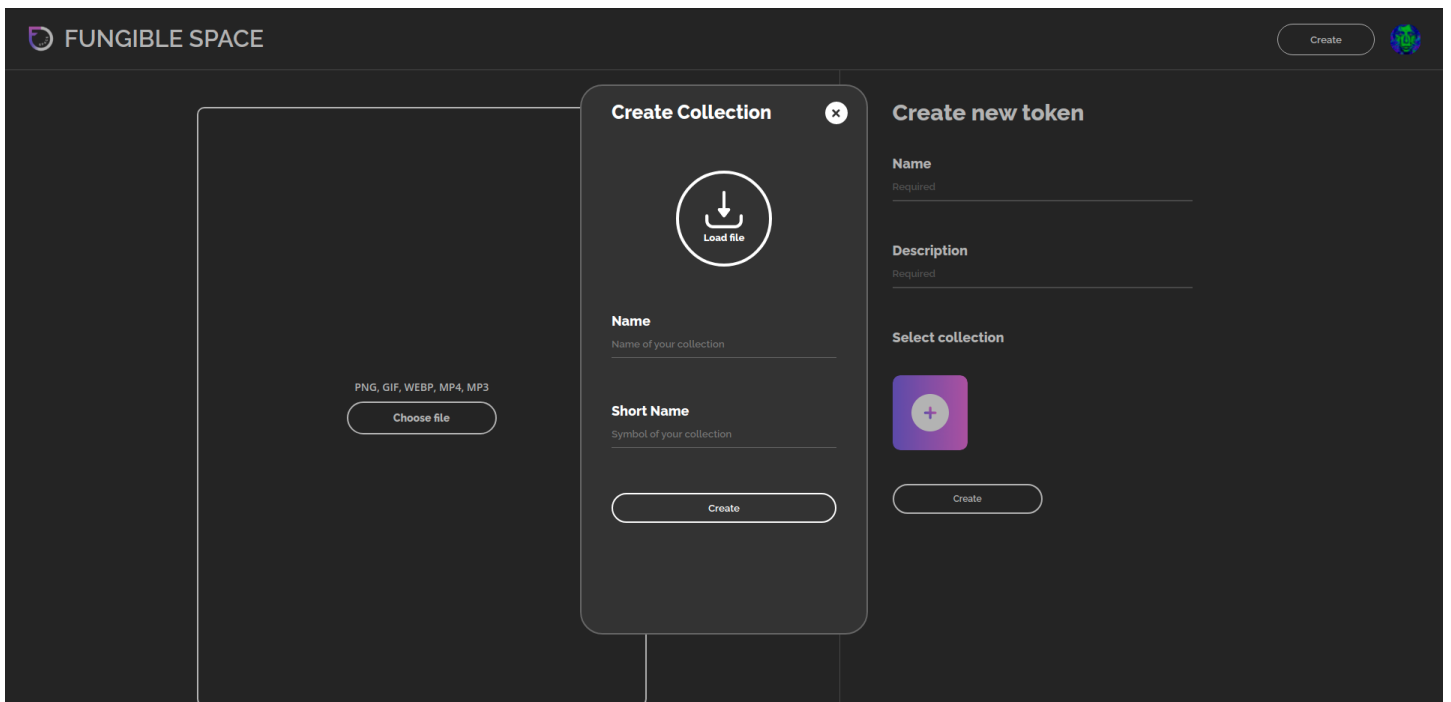 FUNGIBLE SPACE
Create
PNG, GIF, WEBP, MP4, MP3
Choose file
Create Collection
Load file
Name
Name of your collection
Short Name
Symbol of your collection
Create
Create new token
Name
Required
Description
Required
Select collection
Create